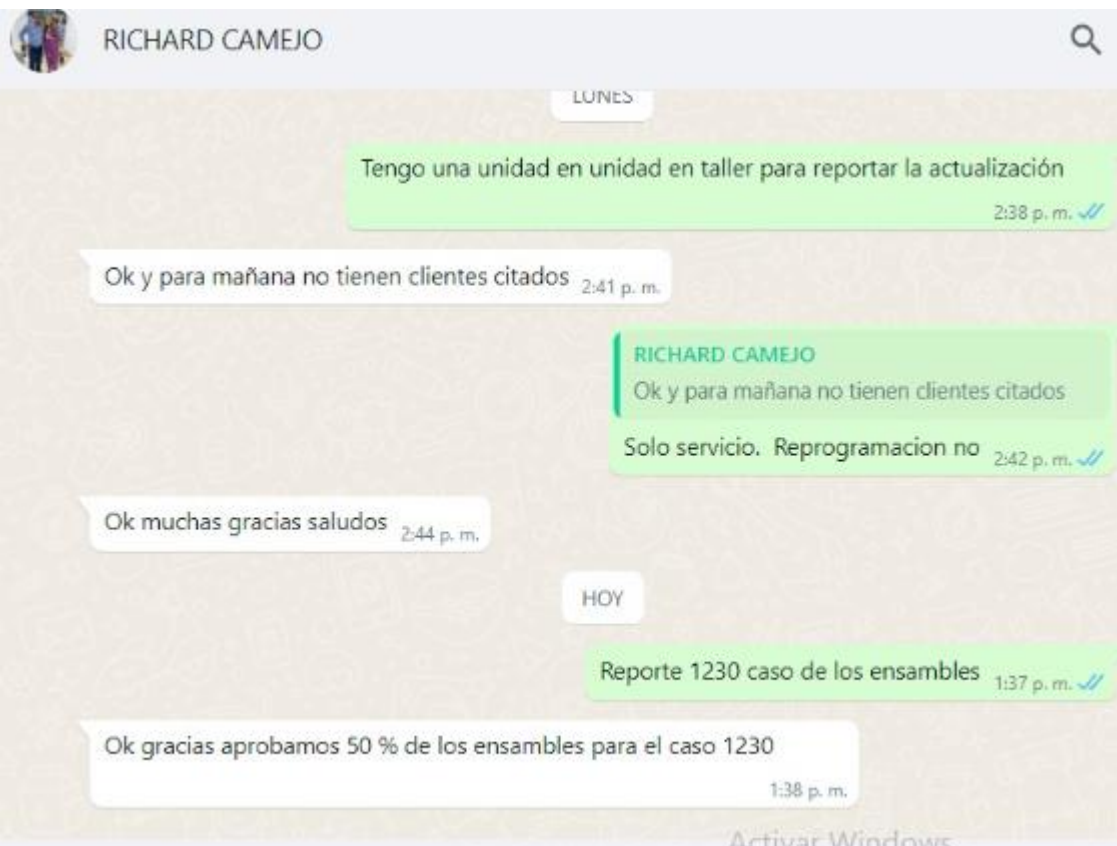 RICHARD CAMEJO
LUNES
Tengo una unidad en unidad en taller para reportar la actualización
2:38 p. m.
Ok y para mañana no tienen clientes citados 2:41 p. m.
RICHARD CAMEJO
Ok y para mañana no tienen clientes citados
Solo servicio. Reprogramacion no 2:42 p. m.
Ok muchas gracias saludos 2:44 p. m.
HOY
Reporte 1230 caso de los ensambles 1:37 p. m.
Ok gracias aprobamos 50 % de los ensambles para el caso 1230
1:38 p. m.
Activar Windows